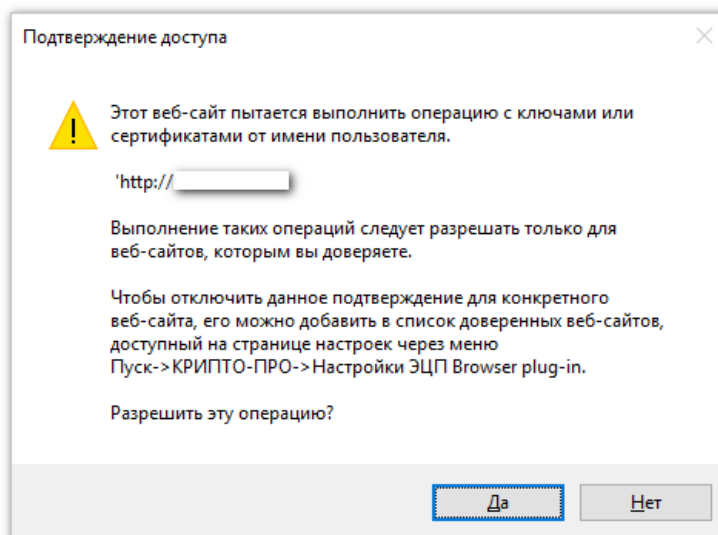 Подтверждение доступа
Этот веб-сайт пытается выполнить операцию с ключами или
сертификатами от имени пользователя.
'http://
Выполнение таких операций следует разрешать только для
веб-сайтов, которым вы доверяете.
Чтобы отключить данное подтверждение для конкретного
веб-сайта, его можно добавить в список доверенных веб-сайтов,
доступный на странице настроек через меню
Пуск->КРИПТО-ПРО->Настройки ЭЦП Browser plug-in.
Разрешить эту операцию?
Да Нет